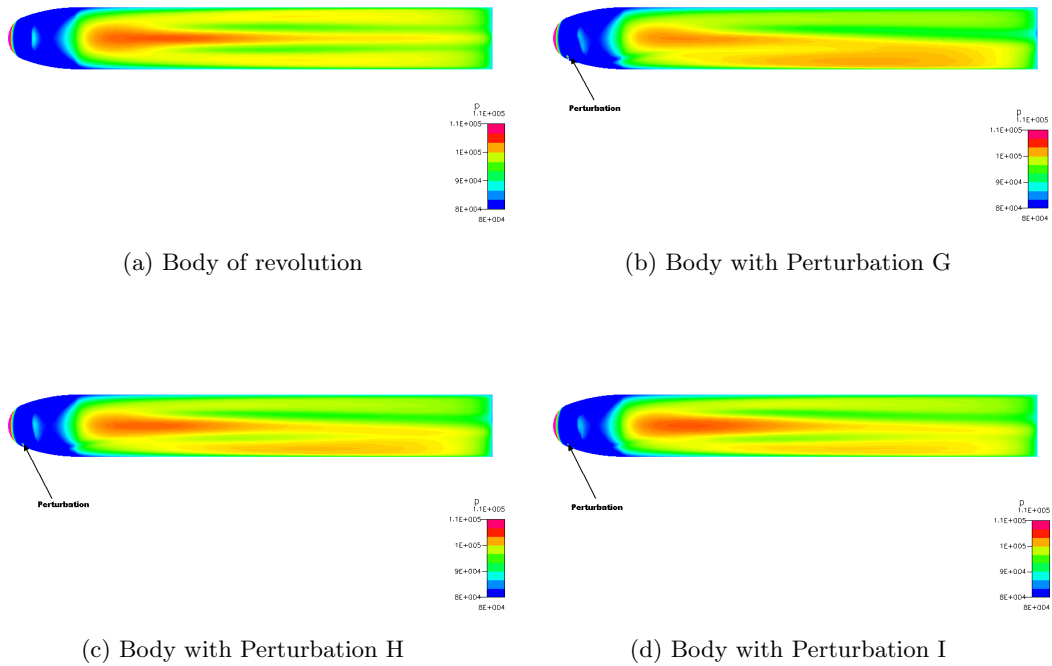 p
1.1E+005
1.1E+005
1E+005
9E+004
8E+004
8E+004
(a) Body of revolution
Perturbation
p
1.1E+005
1.1E+005
1E+005
9E+004
8E+004
8E+004
(b) Body with Perturbation G
Perturbation
p
1.1E+005
1.1E+005
1E+005
9E+004
8E+004
8E+004
(c) Body with Perturbation H
Perturbation
p
1.1E+005
1.1E+005
1E+005
9E+004
8E+004
8E+004
(d) Body with Perturbation I